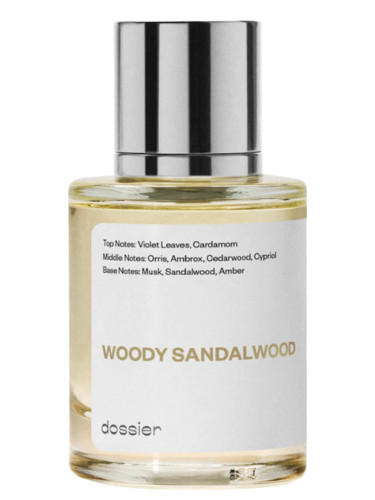 Top Notes: Violet Leaves, Cardamom
Middle Notes: Orris, Ambrox, Cedarwood, Cypriol
Base Notes: Musk, Sandalwood, Amber
WOODY SANDALWOOD
dossier